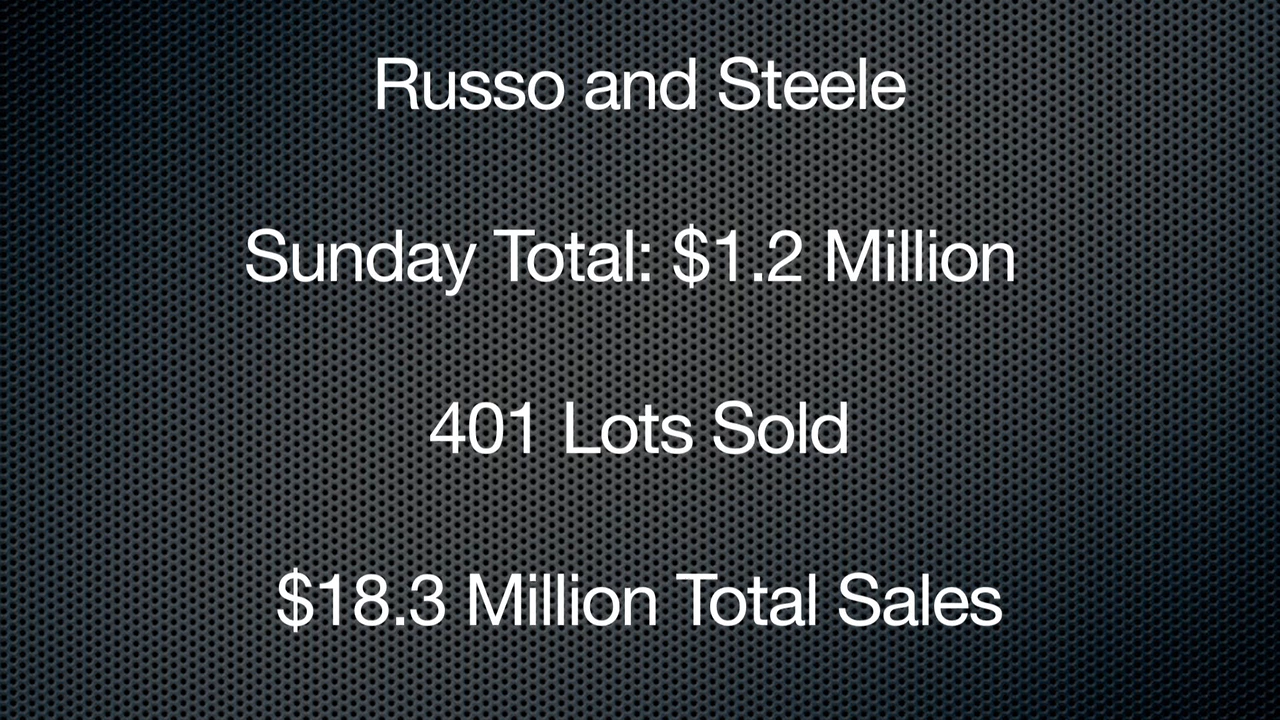 Russo and Steele
Sunday Total: $1.2 Million
401 Lots Sold
$18.3 Million Total Sales